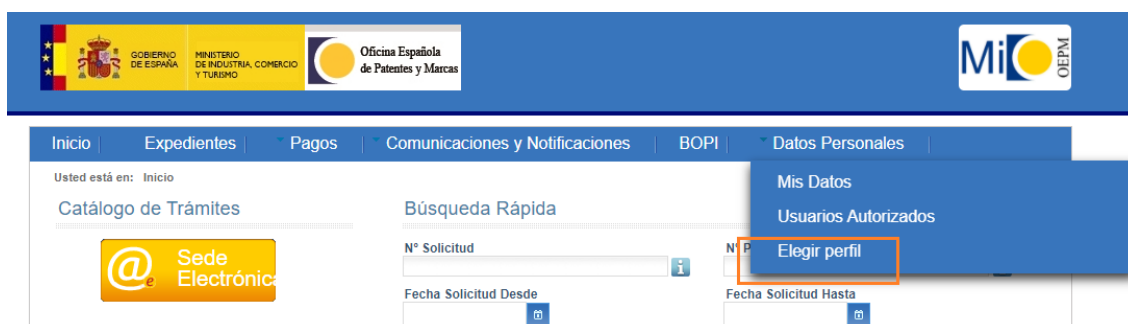 GOBIERNO
DE ESPAÑA
MINISTERIO
DE INDUSTRIA, COMERCIO
Y TURISMO
Oficina Española
de Patentes y Marcas
Mi
OEPM
Inicio Expedientes Pagos Comunicaciones y Notificaciones BOPI Datos Personales
Usted está en: Inicio
Mis Datos
Usuarios Autorizados
Elegir perfil
Catálogo de Trámites
Búsqueda Rápida
@e Sede
Electrónica
Nº Solicitud
Fecha Solicitud Desde
Fecha Solicitud Hasta